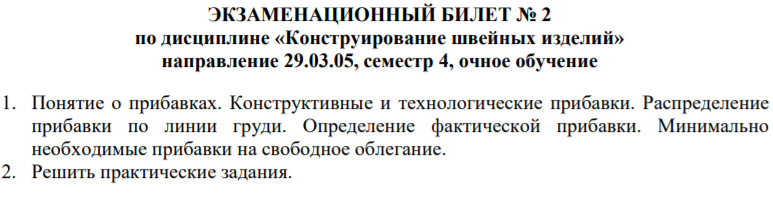 ЭКЗАМЕНАЦИОННЫЙ БИЛЕТ № 2
по дисциплине «Конструирование швейных изделий»
направление 29.03.05, семестр 4, очное обучение
1. Понятие о прибавках. Конструктивные и технологические прибавки. Распределение
прибавки по линии груди. Определение фактической прибавки. Минимально
необходимые прибавки на свободное облегание.
2. Решить практические задания.